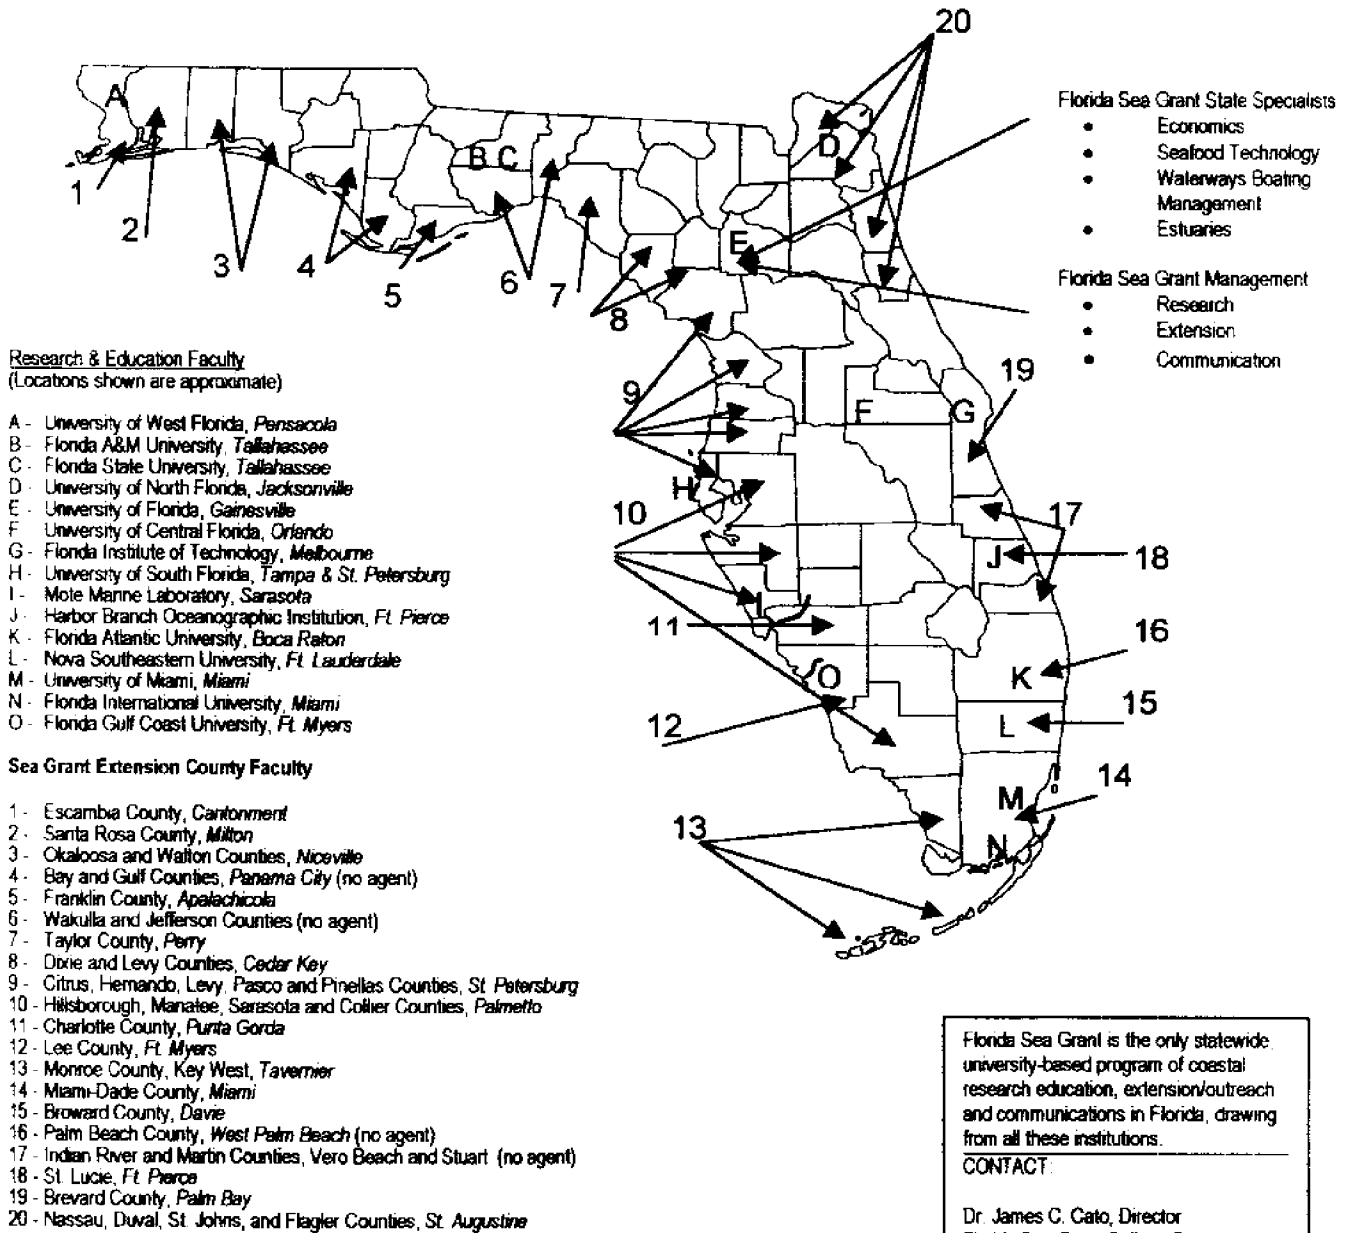 20
A
B C
D
E
1
2
3
4
5
6
7
8
Florida Sea Grant State Specialists
• Economics
• Seafood Technology
• Waterways Boating
Management
• Estuaries
Florida Sea Grant Management
• Research
• Extension
• Communication
9
F
G
19
H
10
17
J
18
I
11
16
K
O
12
15
L
14
M
13
N
Research & Education Faculty
(Locations shown are approximate)
A - University of West Florida, Pensacola
B - Florida A&M University, Tallahassee
C - Florida State University, Tallahassee
D - University of North Florida, Jacksonville
E - University of Florida, Gainesville
F - University of Central Florida, Orlando
G - Florida Institute of Technology, Melbourne
H - University of South Florida, Tampa & St. Petersburg
I - Mote Marine Laboratory, Sarasota
J - Harbor Branch Oceanographic Institution, Ft. Pierce
K - Florida Atlantic University, Boca Raton
L - Nova Southeastern University, Ft. Lauderdale
M - University of Miami, Miami
N - Florida International University, Miami
O - Florida Gulf Coast University, Ft. Myers
Sea Grant Extension County Faculty
1 - Escambia County, Cantonment
2 - Santa Rosa County, Milton
3 - Okaloosa and Walton Counties, Niceville
4 - Bay and Gulf Counties, Panama City (no agent)
5 - Franklin County, Apalachicola
6 - Wakulla and Jefferson Counties (no agent)
7 - Taylor County, Perry
8 - Dixie and Levy Counties, Cedar Key
9 - Citrus, Hernando, Levy, Pasco and Pinellas Counties, St. Petersburg
10 - Hillsborough, Manatee, Sarasota and Collier Counties, Palmetto
11 - Charlotte County, Punta Gorda
12 - Lee County, Ft. Myers
13 - Monroe County, Key West, Tavernier
14 - Miami-Dade County, Miami
15 - Broward County, Davie
16 - Palm Beach County, West Palm Beach (no agent)
17 - Indian River and Martin Counties, Vero Beach and Stuart (no agent)
18 - St. Lucie, Ft. Pierce
19 - Brevard County, Palm Bay
20 - Nassau, Duval, St. Johns, and Flagler Counties, St. Augustine
Florida Sea Grant is the only statewide
university-based program of coastal
research education, extension/outreach
and communications in Florida, drawing
from all these institutions.
CONTACT:
Dr. James C. Cato, Director